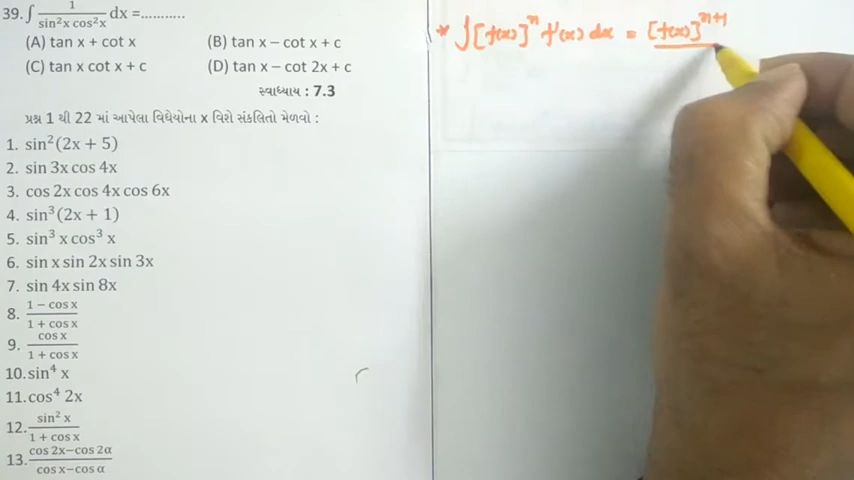 39. ∫ 1/(sin²x cos²x) dx =...........
(A) tan x + cot x (B) tan x − cot x + c
(C) tan x cot x + c (D) tan x − cot 2x + c
સ્વાધ્યાય : 7.3
પ્રશ્ન 1 થી 22 માં આપેલા વિધેયોના x વિશે સંકલિતો મેળવો :
1. sin²(2x + 5)
2. sin 3x cos 4x
3. cos 2x cos 4x cos 6x
4. sin³(2x + 1)
5. sin³ x cos³ x
6. sin x sin 2x sin 3x
7. sin 4x sin 8x
8. (1 − cos x)/(1 + cos x)
9. cos x/(1 + cos x)
10. sin⁴ x
11. cos⁴ 2x
12. sin² x/(1 + cos x)
13. (cos 2x−cos 2α)/(cos x−cos α)
* ∫ [f(x)]ⁿ f'(x) dx = [f(x)]ⁿ⁺¹